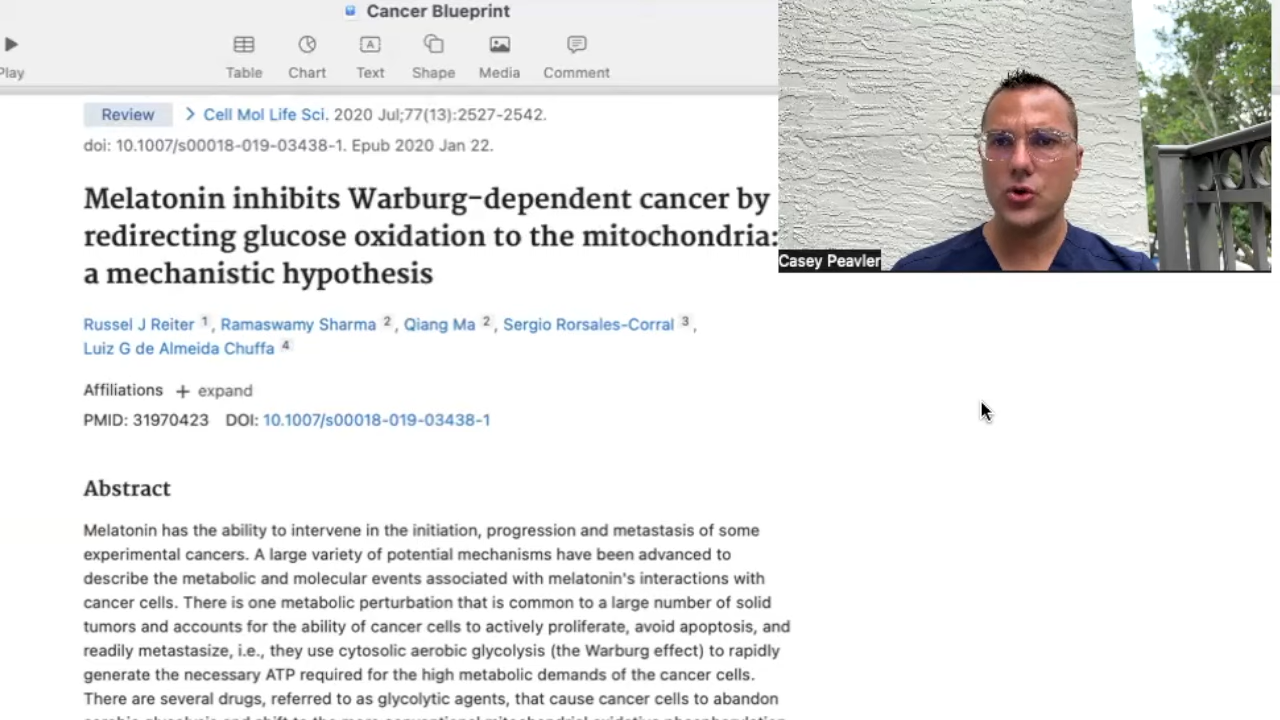 Cancer Blueprint
Play
Table
Chart
Text
Shape
Media
Comment
Casey Peavler
Review
Cell Mol Life Sci. 2020 Jul;77(13):2527-2542.
doi: 10.1007/s00018-019-03438-1. Epub 2020 Jan 22.
Melatonin inhibits Warburg-dependent cancer by
redirecting glucose oxidation to the mitochondria:
a mechanistic hypothesis
Russel J Reiter 1, Ramaswamy Sharma 2, Qiang Ma 2, Sergio Rorsales-Corral 3,
Luiz G de Almeida Chuffa 4
Affiliations + expand
PMID: 31970423 DOI: 10.1007/s00018-019-03438-1
Abstract
Melatonin has the ability to intervene in the initiation, progression and metastasis of some
experimental cancers. A large variety of potential mechanisms have been advanced to
describe the metabolic and molecular events associated with melatonin's interactions with
cancer cells. There is one metabolic perturbation that is common to a large number of solid
tumors and accounts for the ability of cancer cells to actively proliferate, avoid apoptosis, and
readily metastasize, i.e., they use cytosolic aerobic glycolysis (the Warburg effect) to rapidly
generate the necessary ATP required for the high metabolic demands of the cancer cells.
There are several drugs, referred to as glycolytic agents, that cause cancer cells to abandon